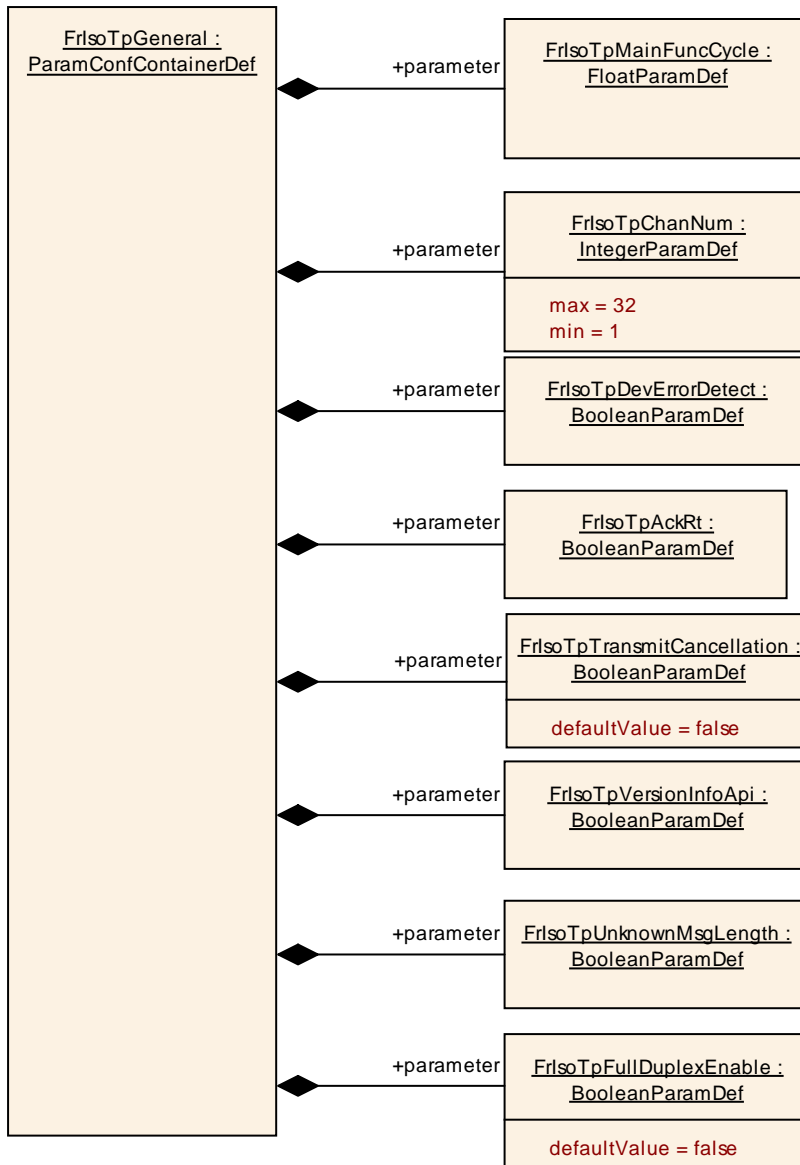 FrIsoTpGeneral :
ParamConfContainerDef
+parameter
FrIsoTpMainFuncCycle :
FloatParamDef
+parameter
FrIsoTpChanNum :
IntegerParamDef
max = 32
min = 1
+parameter
FrIsoTpDevErrorDetect :
BooleanParamDef
+parameter
FrIsoTpAckRt :
BooleanParamDef
+parameter
FrIsoTpTransmitCancellation :
BooleanParamDef
defaultValue = false
+parameter
FrIsoTpVersionInfoApi :
BooleanParamDef
+parameter
FrIsoTpUnknownMsgLength :
BooleanParamDef
+parameter
FrIsoTpFullDuplexEnable :
BooleanParamDef
defaultValue = false